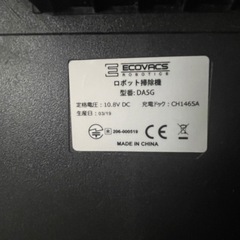 ECOVACS
ROBOTICS
ロボット掃除機
型番: DA5G
定格電圧：10.8V DC 充電ドック：CH1465A
生産日：03/19
R 206-000519
MADE IN CHINA